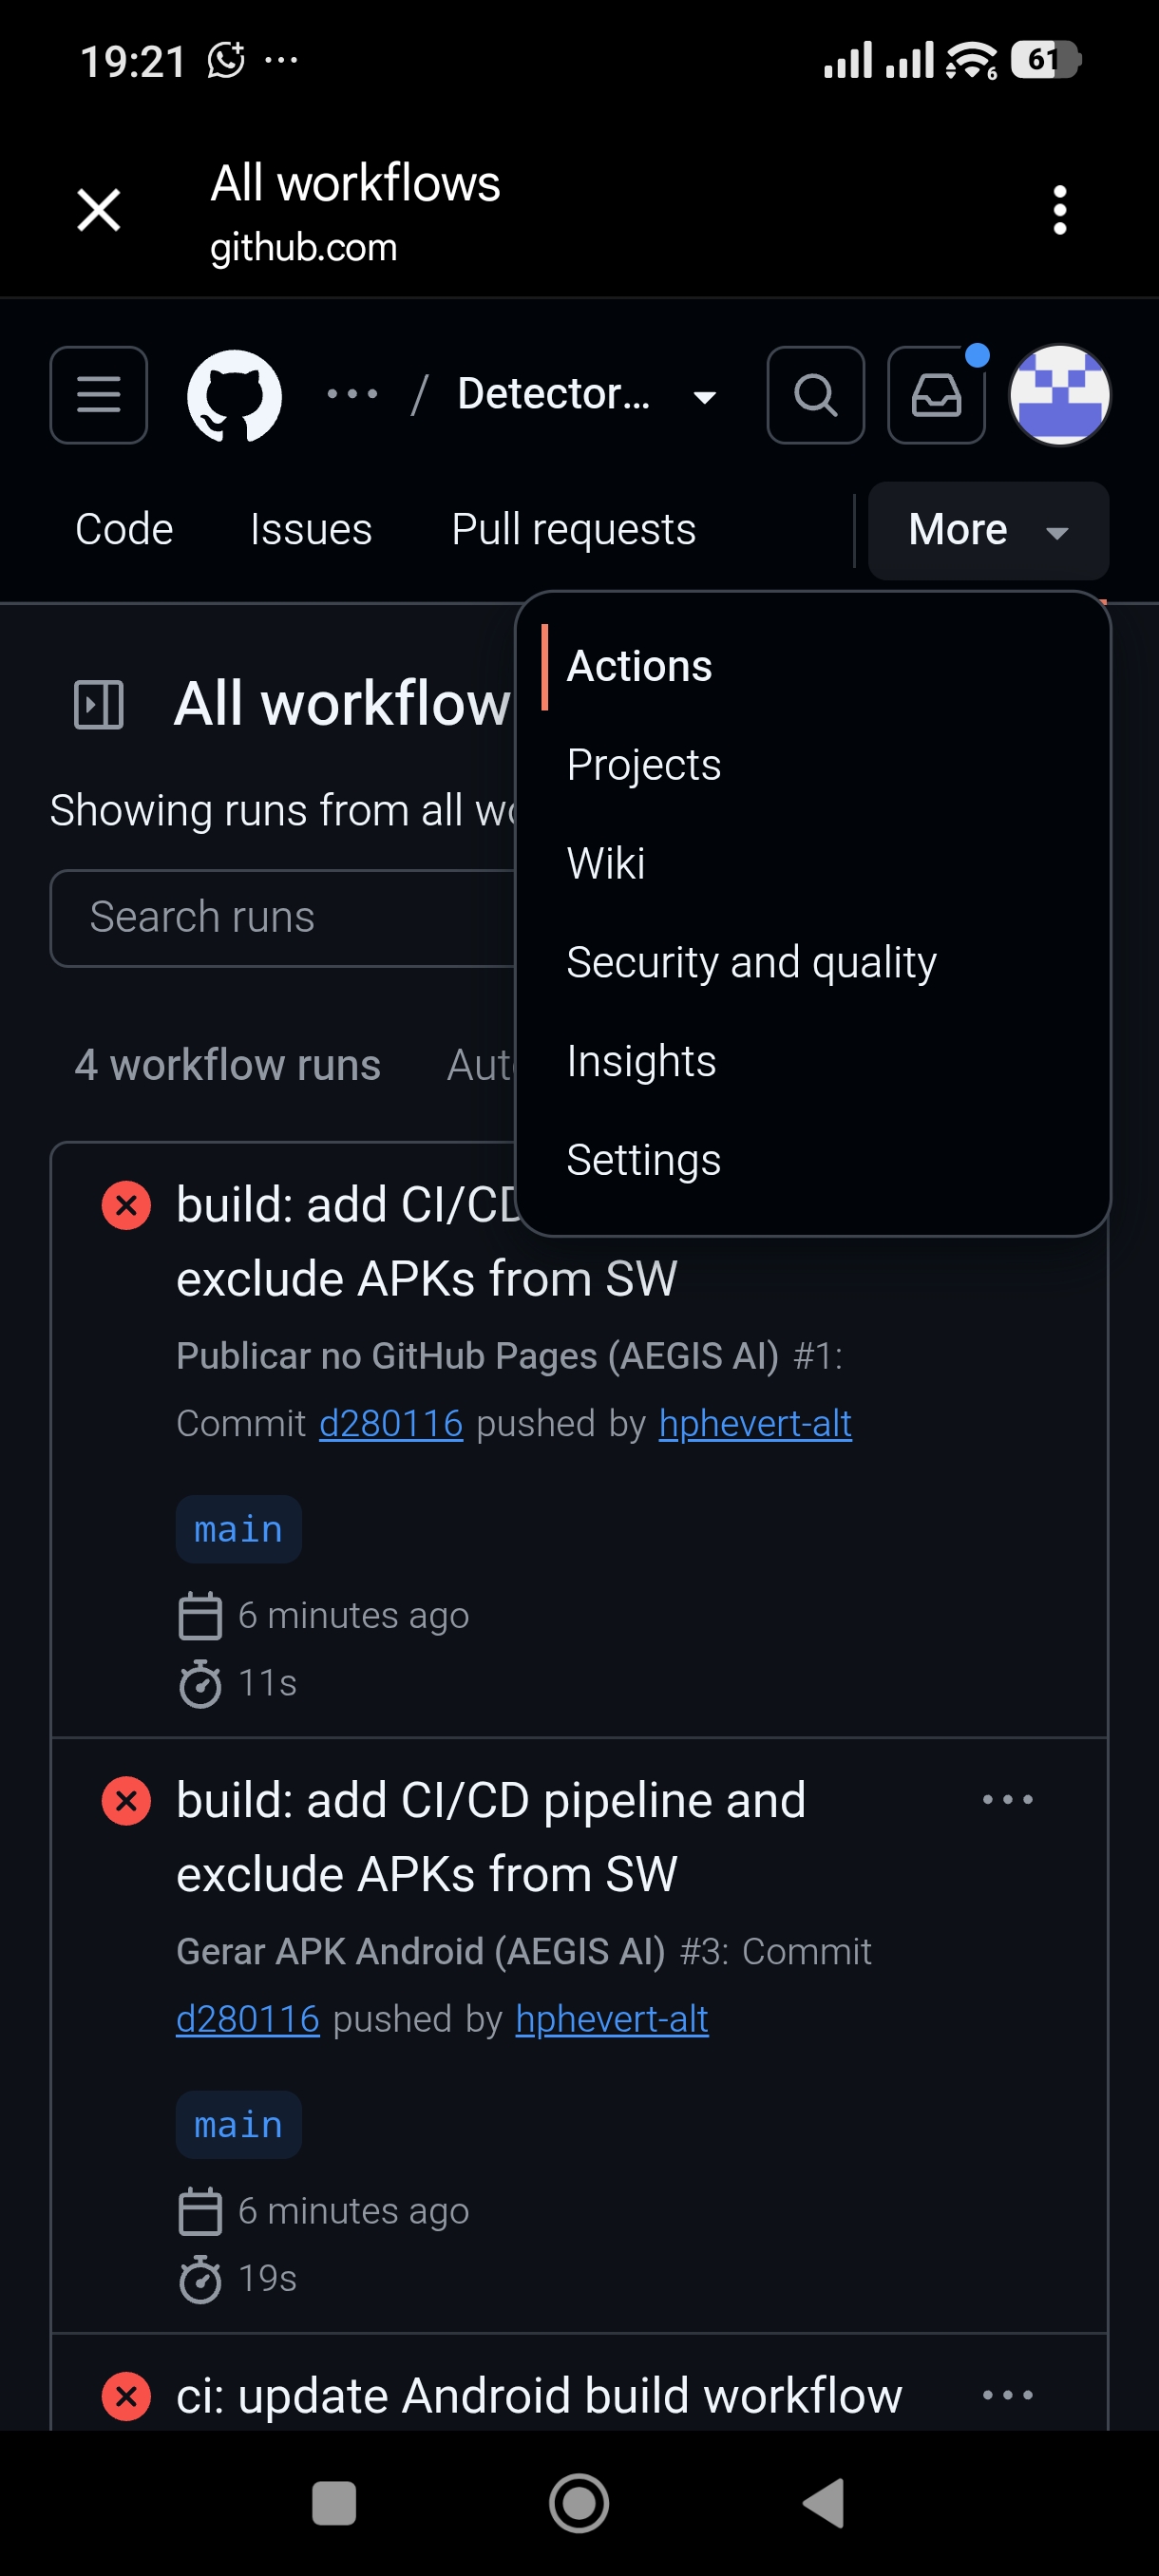 19:21
6
61
All workflows
github.com
/ Detector...
Code
Issues
Pull requests
More
Actions
Projects
Wiki
Security and quality
Insights
Settings
All workflow
Showing runs from all
Search runs
4 workflow runs
build: add CI/CD
exclude APKs from SW
Publicar no GitHub Pages (AEGIS AI) #1:
Commit d280116 pushed by hphevert-alt
main
6 minutes ago
11s
build: add CI/CD pipeline and
exclude APKs from SW
Gerar APK Android (AEGIS AI) #3: Commit
d280116 pushed by hphevert-alt
main
6 minutes ago
19s
ci: update Android build workflow